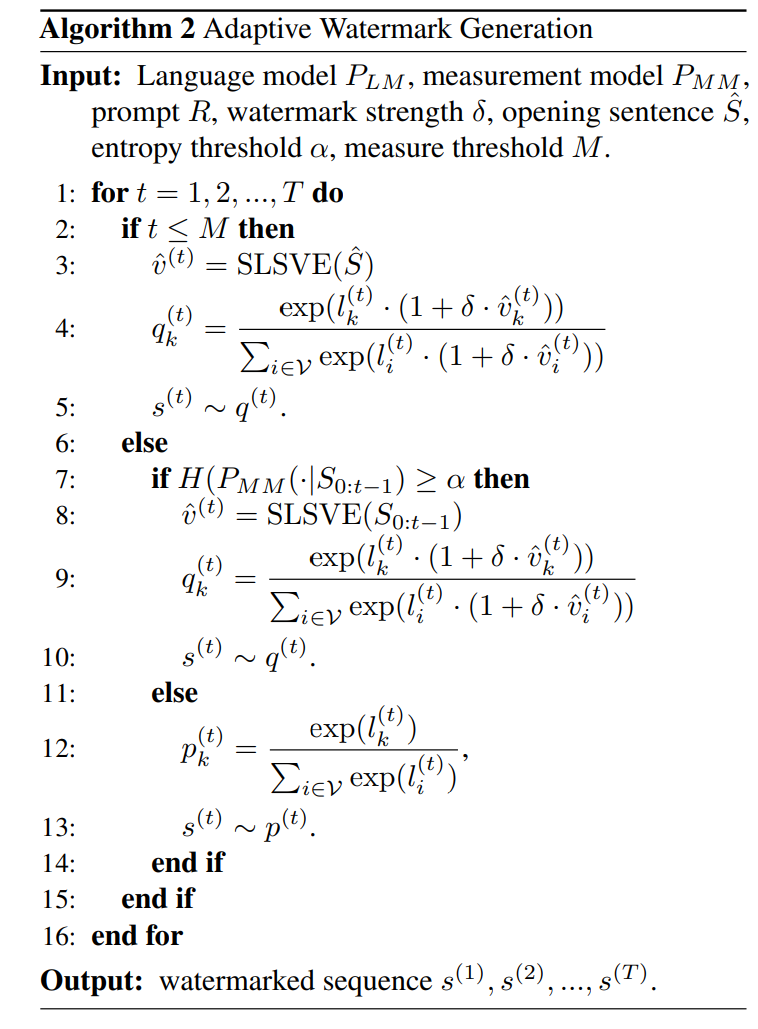 Algorithm 2 Adaptive Watermark Generation
Input: Language model $P_{LM}$, measurement model $P_{MM}$,
prompt $R$, watermark strength $\delta$, opening sentence $\hat{S}$,
entropy threshold $\alpha$, measure threshold $M$.
1: for $t = 1, 2, ..., T$ do
2: if $t \leq M$ then
3: $\hat{v}^{(t)} = \text{SLSVE}(\hat{S})$
4: $q_k^{(t)} = \frac{\exp(l_k^{(t)} \cdot (1 + \delta \cdot \hat{v}_k^{(t)}))}{\sum_{i \in \mathcal{V}} \exp(l_i^{(t)} \cdot (1 + \delta \cdot \hat{v}_i^{(t)}))}$
5: $s^{(t)} \sim q^{(t)}$.
6: else
7: if $H(P_{MM}(\cdot|S_{0:t-1}) \geq \alpha$ then
8: $\hat{v}^{(t)} = \text{SLSVE}(S_{0:t-1})$
9: $q_k^{(t)} = \frac{\exp(l_k^{(t)} \cdot (1 + \delta \cdot \hat{v}_k^{(t)}))}{\sum_{i \in \mathcal{V}} \exp(l_i^{(t)} \cdot (1 + \delta \cdot \hat{v}_i^{(t)}))}$
10: $s^{(t)} \sim q^{(t)}$.
11: else
12: $p_k^{(t)} = \frac{\exp(l_k^{(t)})}{\sum_{i \in \mathcal{V}} \exp(l_i^{(t)})}$,
13: $s^{(t)} \sim p^{(t)}$.
14: end if
15: end if
16: end for
Output: watermarked sequence $s^{(1)}, s^{(2)}, ..., s^{(T)}$.